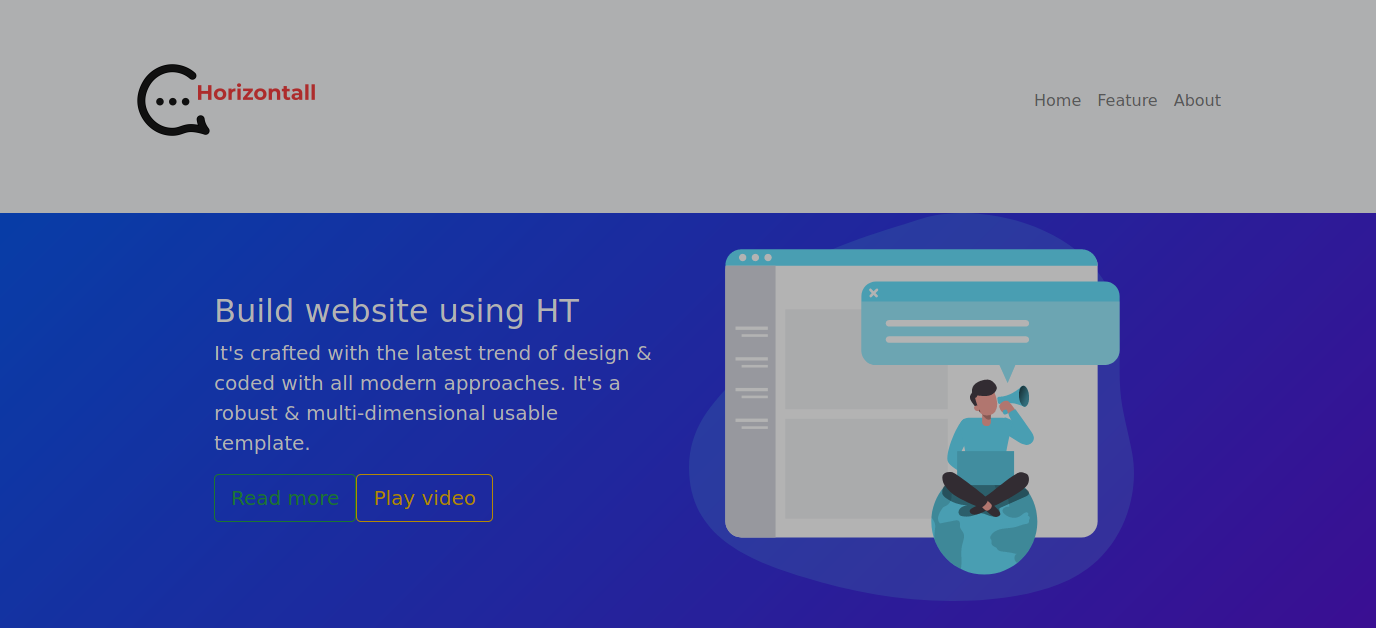 Horizontall
Home Feature About
Build website using HT
It's crafted with the latest trend of design &
coded with all modern approaches. It's a
robust & multi-dimensional usable
template.
Read more Play video